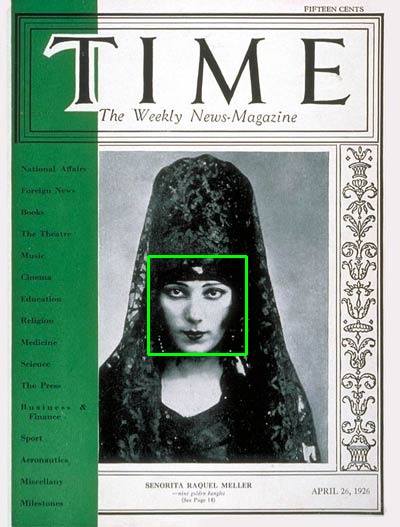 FIFTEEN CENTS
TIME
The Weekly News-Magazine
National Affairs
Foreign News
Books
The Theatre
Music
Cinema
Education
Religion
Medicine
Science
The Press
Business &
Finance
Sport
Aeronautics
Miscellany
Milestones
SENORITA RAQUEL MELLER
—nine golden bangles
(See Page 14)
APRIL 26, 1926